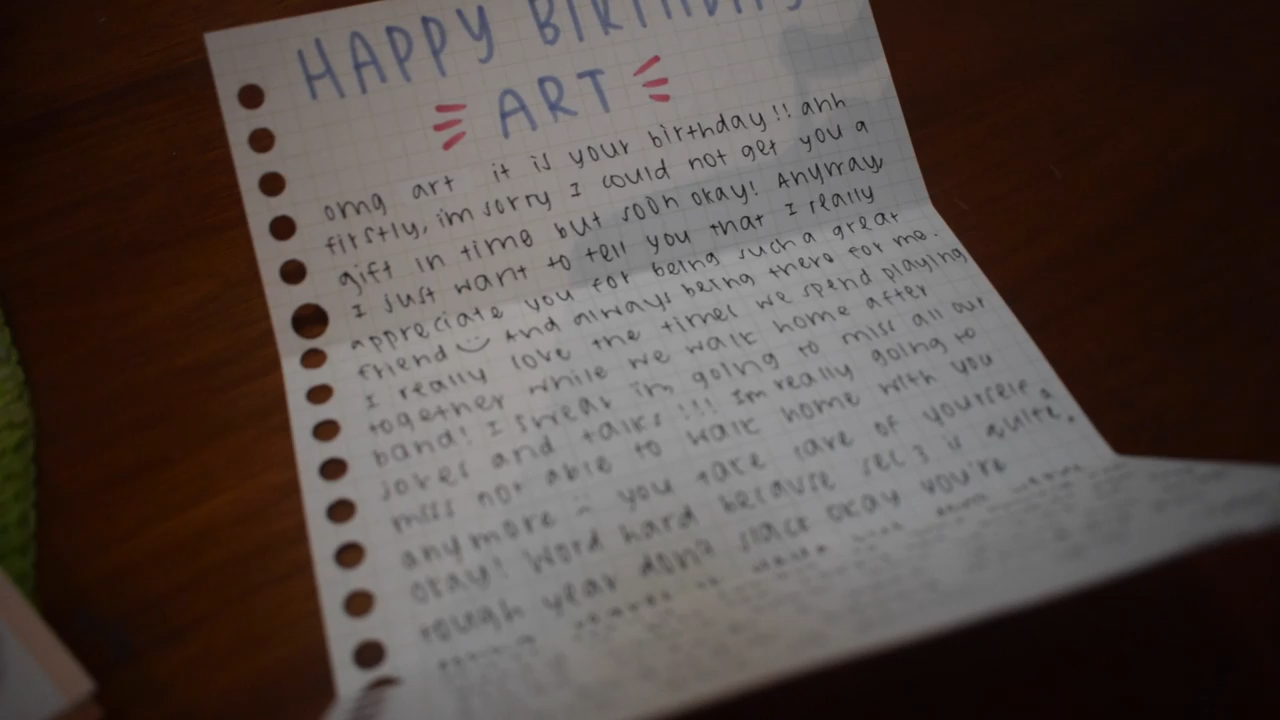 HAPPY BIRTHDAY
ART
omg art it is your birthday!! ahh
firstly, im sorry I could not get you a
gift in time but soon okay! Anyway
I just want to tell you that I really
appreciate you for being such a great
friend And always being there for me.
I really love the times we spend playing
together while we walk home after
band! I swear im going to miss all our
jokes and talks!!! Im really going to
miss not able to walk home with you
anymore :( you take care of yourself
okay! Word hard because sec 3 is quite a
rough year don't slack okay you're